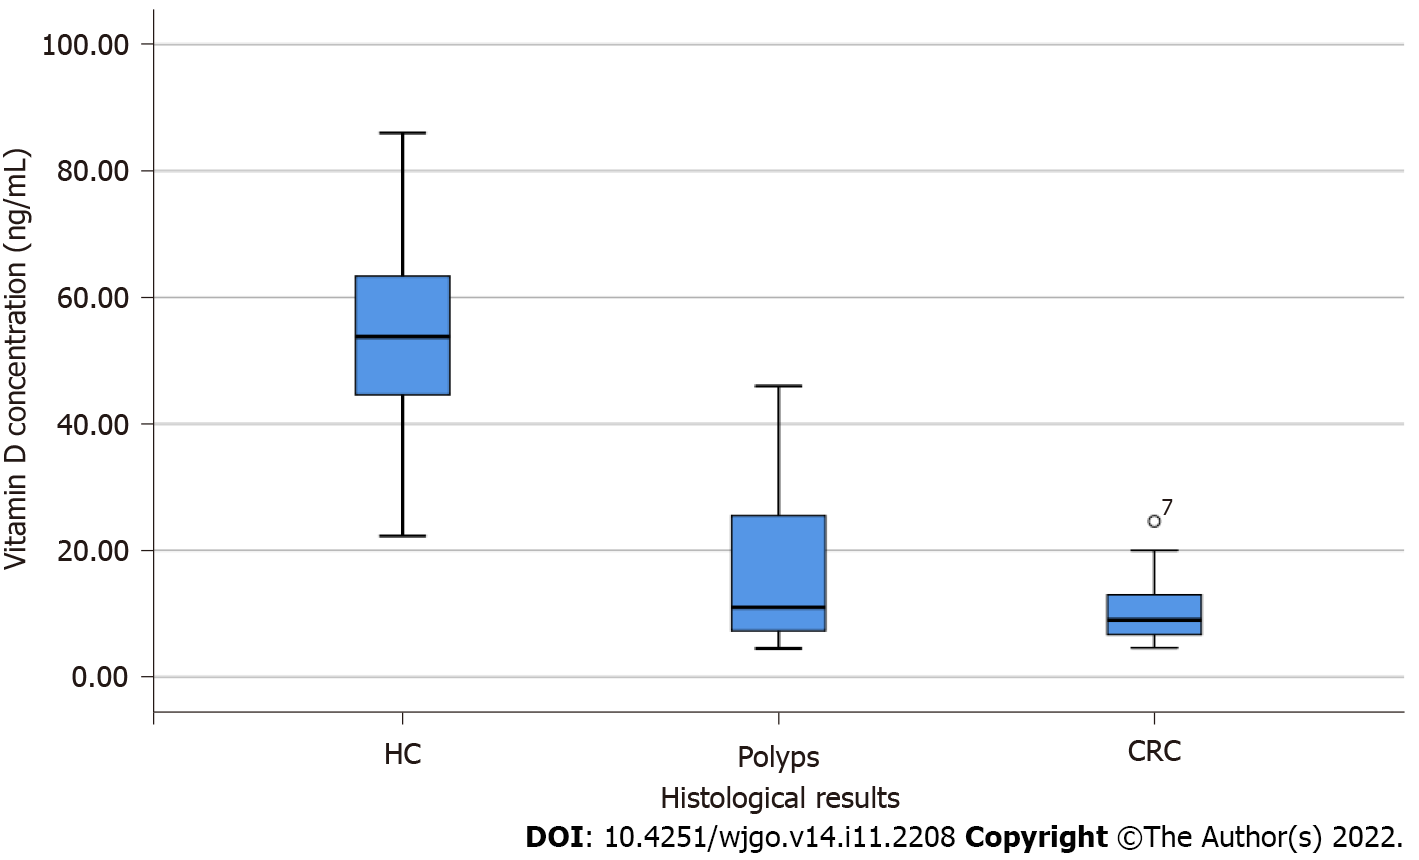 100.00
80.00
60.00
40.00
20.00
0.00
Vitamin D concentration (ng/mL)
7
HC
Polyps
CRC
Histological results
DOI: 10.4251/wjgo.v14.i11.2208 Copyright ©The Author(s) 2022.